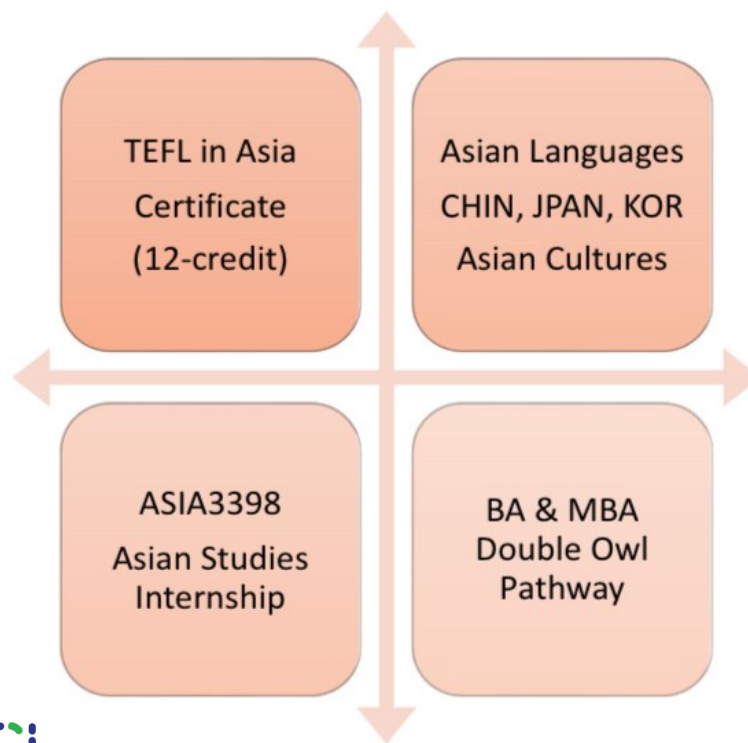 TEFL in Asia
Certificate
(12-credit)
Asian Languages
CHIN, JPAN, KOR
Asian Cultures
ASIA3398
Asian Studies
Internship
BA & MBA
Double Owl
Pathway